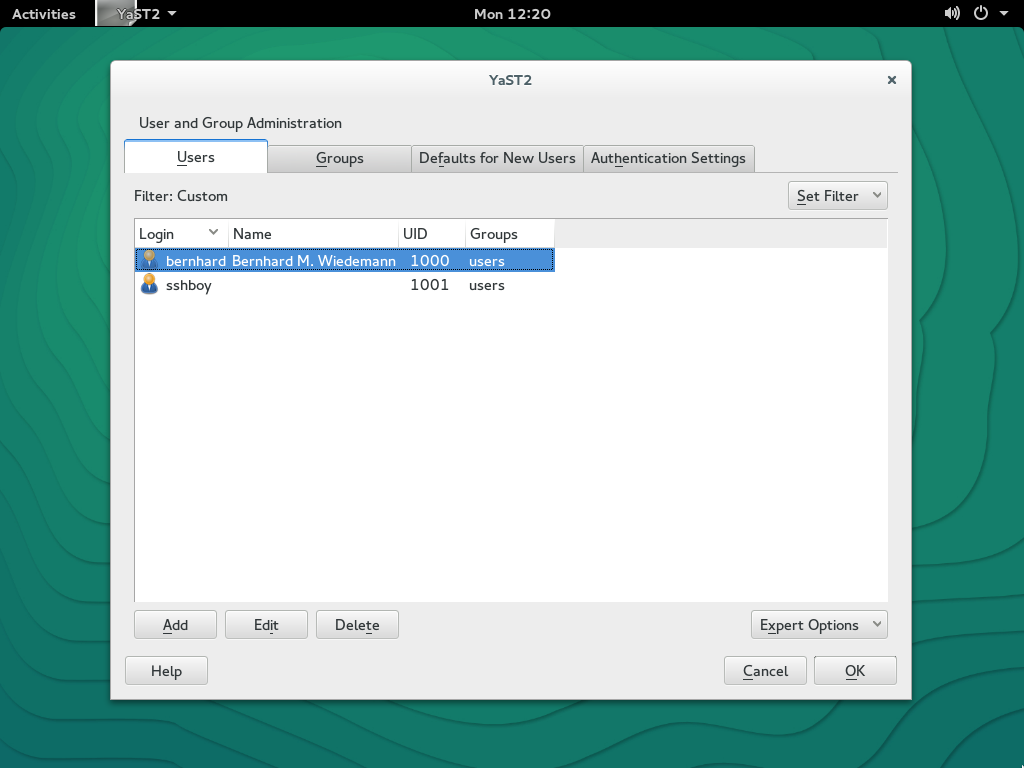 Activities YaST2 Mon 12:20
YaST2
User and Group Administration
Users Groups Defaults for New Users Authentication Settings
Filter: Custom Set Filter
Login Name UID Groups
bernhard Bernhard M. Wiedemann 1000 users
sshboy 1001 users
Add Edit Delete Expert Options
Help Cancel OK